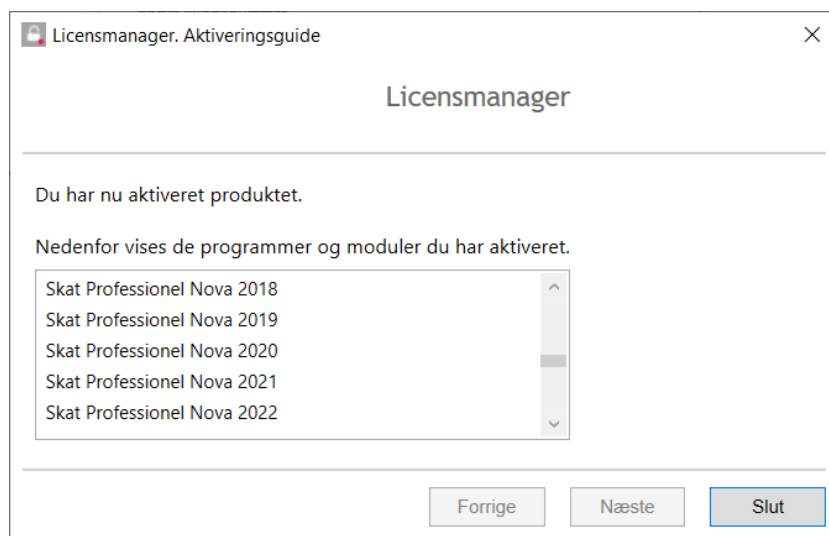 Licensmanager. Aktiveringsguide
Licensmanager
Du har nu aktiveret produktet.
Nedenfor vises de programmer og moduler du har aktiveret.
Skat Professionel Nova 2018
Skat Professionel Nova 2019
Skat Professionel Nova 2020
Skat Professionel Nova 2021
Skat Professionel Nova 2022
Forrige
Næste
Slut